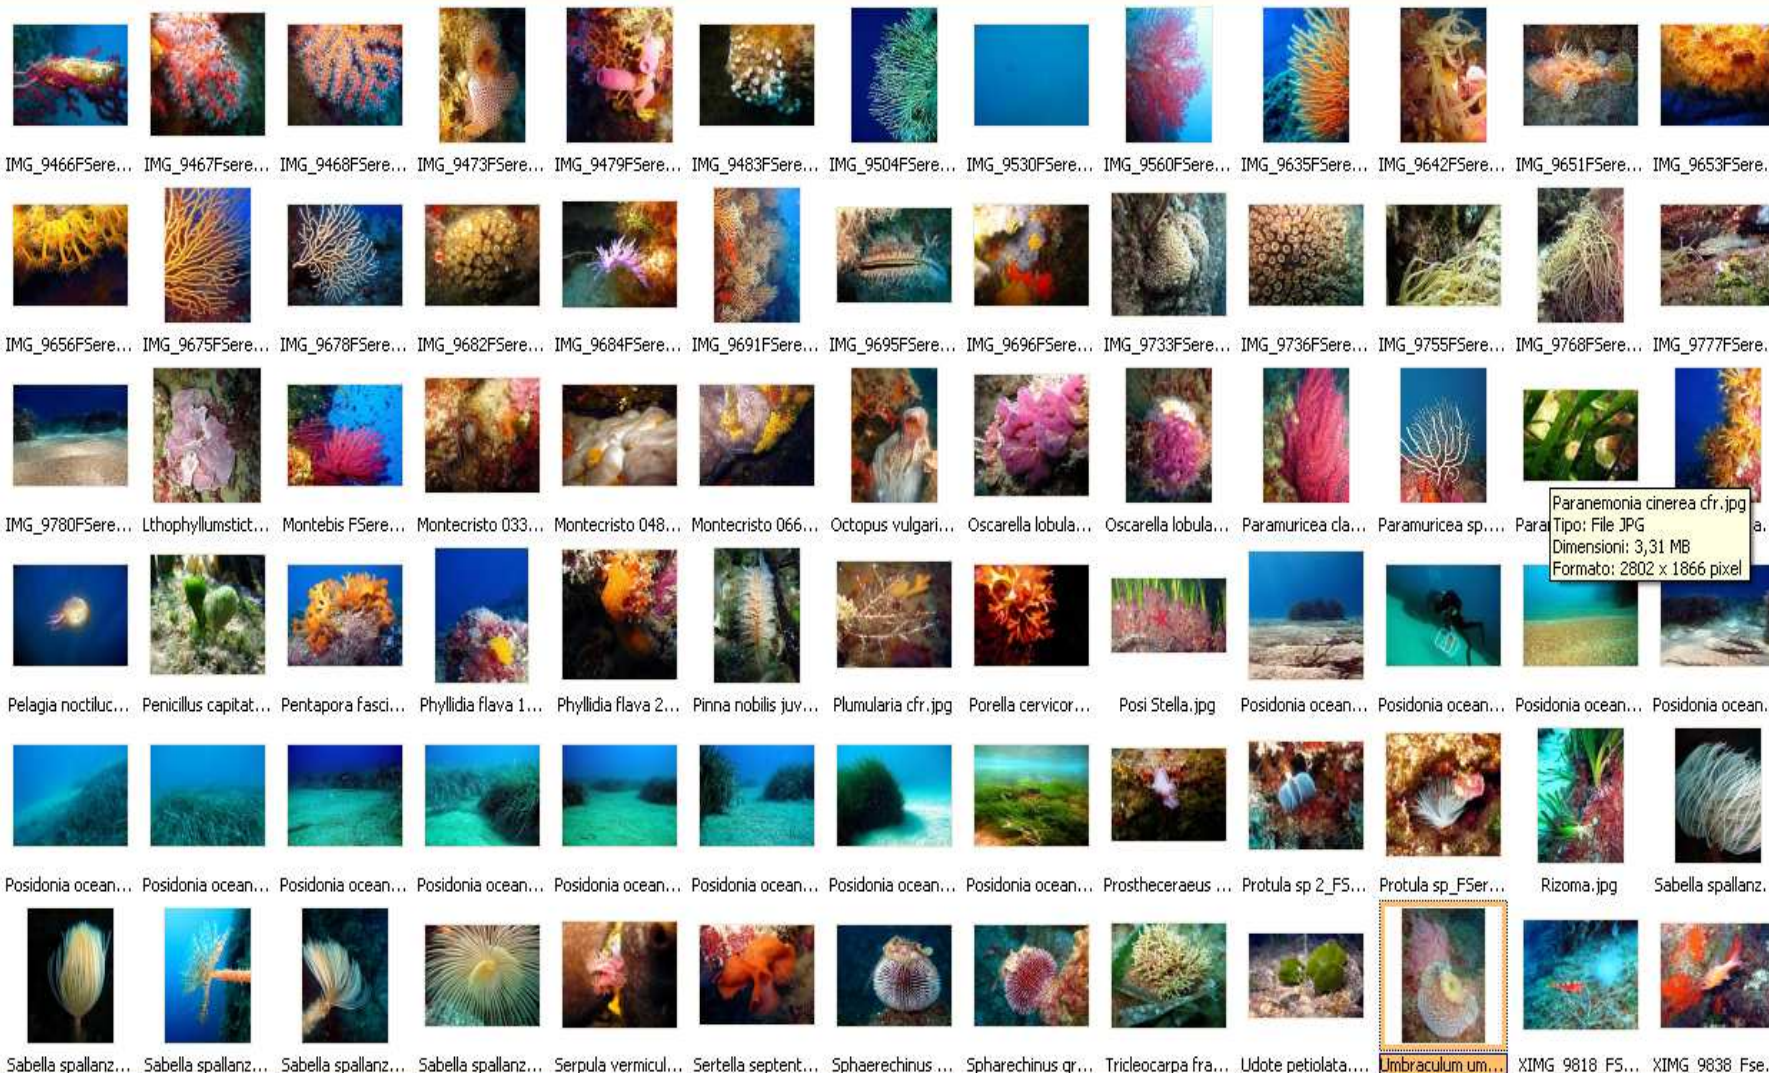 IMG_9466FSere... IMG_9467Fsere... IMG_9468FSere... IMG_9473FSere... IMG_9479FSere... IMG_9483FSere... IMG_9504FSere... IMG_9530FSere... IMG_9560FSere... IMG_9635FSere... IMG_9642FSere... IMG_9651FSere... IMG_9653FSere.
IMG_9656FSere... IMG_9675FSere... IMG_9678FSere... IMG_9682FSere... IMG_9684FSere... IMG_9691FSere... IMG_9695FSere... IMG_9696FSere... IMG_9733FSere... IMG_9736FSere... IMG_9755FSere... IMG_9768FSere... IMG_9777FSere.
IMG_9780FSere... Lthophyllumstict... Montebis FSere... Montecristo 033... Montecristo 048... Montecristo 066... Octopus vulgari... Oscarella lobula... Oscarella lobula... Paramuricea cla... Paramuricea sp....
Paranemonia cinerea cfr.jpg
Tipo: File JPG
Dimensioni: 3,31 MB
Formato: 2802 x 1866 pixel
Pelagia noctiluc... Penicillus capitat... Pentapora fasci... Phyllidia flava 1... Phyllidia flava 2... Pinna nobilis juv... Plumularia cfr.jpg Porella cervicor... Posi Stella.jpg Posidonia ocean... Posidonia ocean... Posidonia ocean... Posidonia ocean.
Posidonia ocean... Posidonia ocean... Posidonia ocean... Posidonia ocean... Posidonia ocean... Posidonia ocean... Posidonia ocean... Posidonia ocean... Prostheceraeus ... Protula sp 2_FS... Protula sp_FSer... Rizoma.jpg Sabella spallanz.
Sabella spallanz... Sabella spallanz... Sabella spallanz... Sabella spallanz... Serpula vermicul... Sertella septent... Sphaerechinus ... Spharechinus gr... Tricleocarpa fra... Udote petiolata.... Umbraculum um... XIMG_9818_FS... XIMG_9838_Fse.